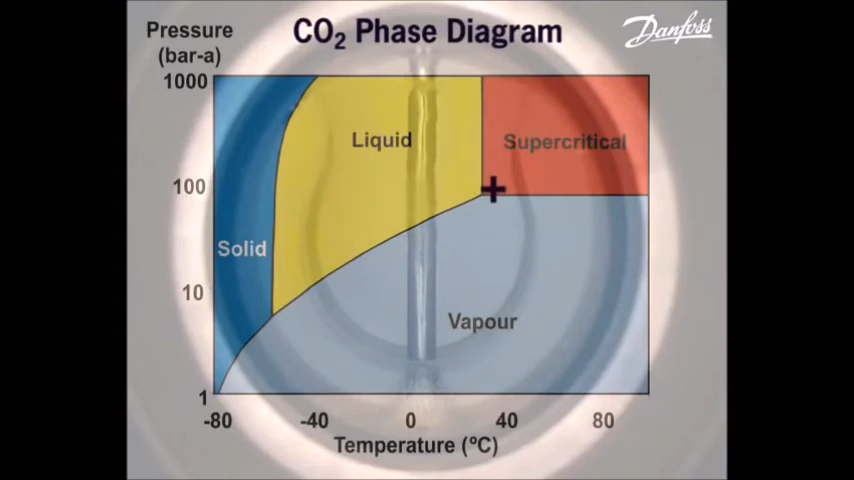 CO₂ Phase Diagram
Danfoss
Pressure
(bar-a)
1000
100
10
1
Solid
Liquid
Supercritical
Vapour
-80 -40 0 40 80
Temperature (ºC)